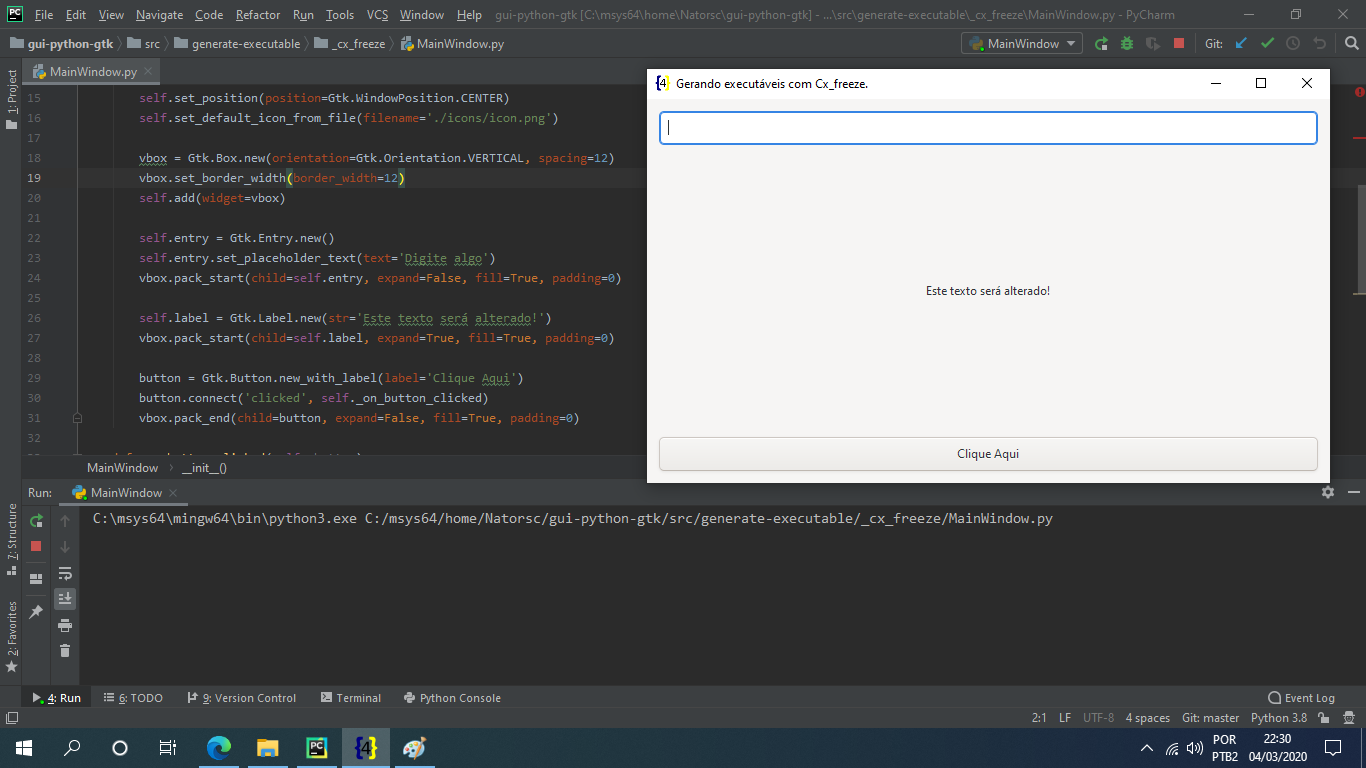 PC File Edit View Navigate Code Refactor Run Tools VCS Window Help gui-python-gtk [C:\msys64\home\Natorsc\gui-python-gtk] - ...\src\generate-executable\_cx_freeze\MainWindow.py - PyCharm
gui-python-gtk src generate-executable _cx_freeze MainWindow.py MainWindow Git:
MainWindow.py
1: Project
15 self.set_position(position=Gtk.WindowPosition.CENTER)
16 self.set_default_icon_from_file(filename='./icons/icon.png')
17
18 vbox = Gtk.Box.new(orientation=Gtk.Orientation.VERTICAL, spacing=12)
19 vbox.set_border_width(border_width=12)
20 self.add(widget=vbox)
21
22 self.entry = Gtk.Entry.new()
23 self.entry.set_placeholder_text(text='Digite algo')
24 vbox.pack_start(child=self.entry, expand=False, fill=True, padding=0)
25
26 self.label = Gtk.Label.new(str='Este texto será alterado!')
27 vbox.pack_start(child=self.label, expand=True, fill=True, padding=0)
28
29 button = Gtk.Button.new_with_label(label='Clique Aqui')
30 button.connect('clicked', self._on_button_clicked)
31 vbox.pack_end(child=button, expand=False, fill=True, padding=0)
32
MainWindow __init__()
{4} Gerando executáveis com Cx_freeze.
Este texto será alterado!
Clique Aqui
Run: MainWindow
C:\msys64\mingw64\bin\python3.exe C:/msys64/home/Natorsc/gui-python-gtk/src/generate-executable/_cx_freeze/MainWindow.py
7: Structure
2: Favorites
4: Run 6: TODO 9: Version Control Terminal Python Console Event Log
2:1 LF UTF-8 4 spaces Git: master Python 3.8
PC {4} POR 22:30
PTB2 04/03/2020